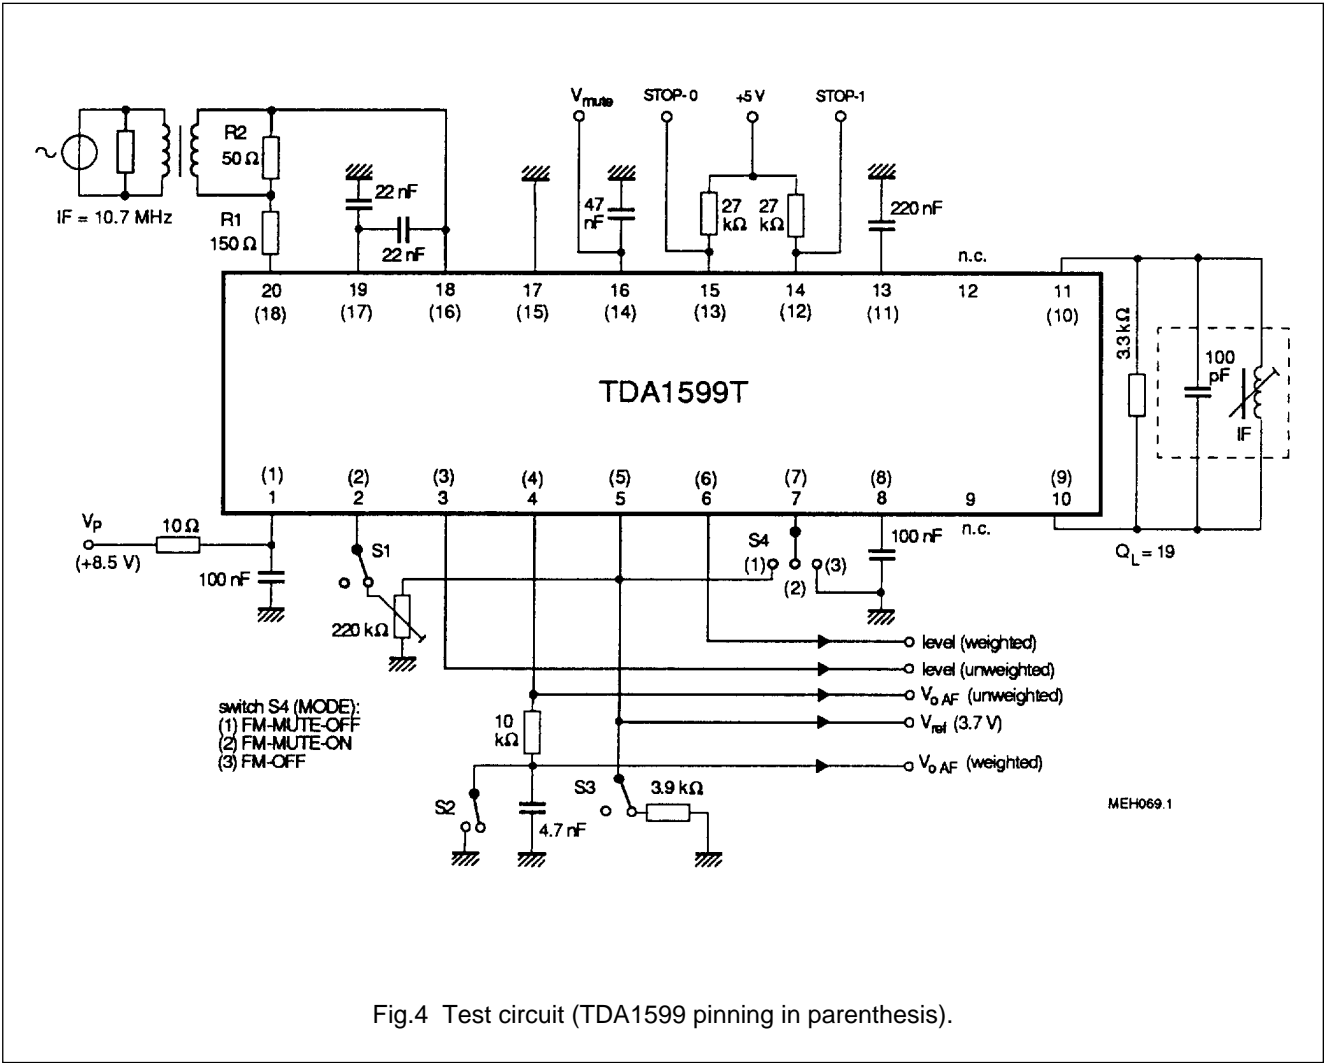 V_mute
STOP-0
+5 V
STOP-1
R2
50 Ω
IF = 10.7 MHz
R1
150 Ω
22 nF
22 nF
47
nF
27
kΩ
27
kΩ
220 nF
n.c.
20
19
18
17
16
15
14
13
12
11
(18)
(17)
(16)
(15)
(14)
(13)
(12)
(11)
(10)
3.3 kΩ
100
pF
IF
TDA1599T
(1)
(2)
(3)
(4)
(5)
(6)
(7)
(8)
(9)
1
2
3
4
5
6
7
8
9
10
n.c.
V_P
(+8.5 V)
10 Ω
100 nF
S1
220 kΩ
S4
(1)
(2)
(3)
100 nF
Q_L = 19
level (weighted)
level (unweighted)
V_o AF (unweighted)
V_ref (3.7 V)
V_o AF (weighted)
switch S4 (MODE):
(1) FM-MUTE-OFF
(2) FM-MUTE-ON
(3) FM-OFF
10
kΩ
S2
4.7 nF
S3
3.9 kΩ
MEH069.1
Fig.4 Test circuit (TDA1599 pinning in parenthesis).